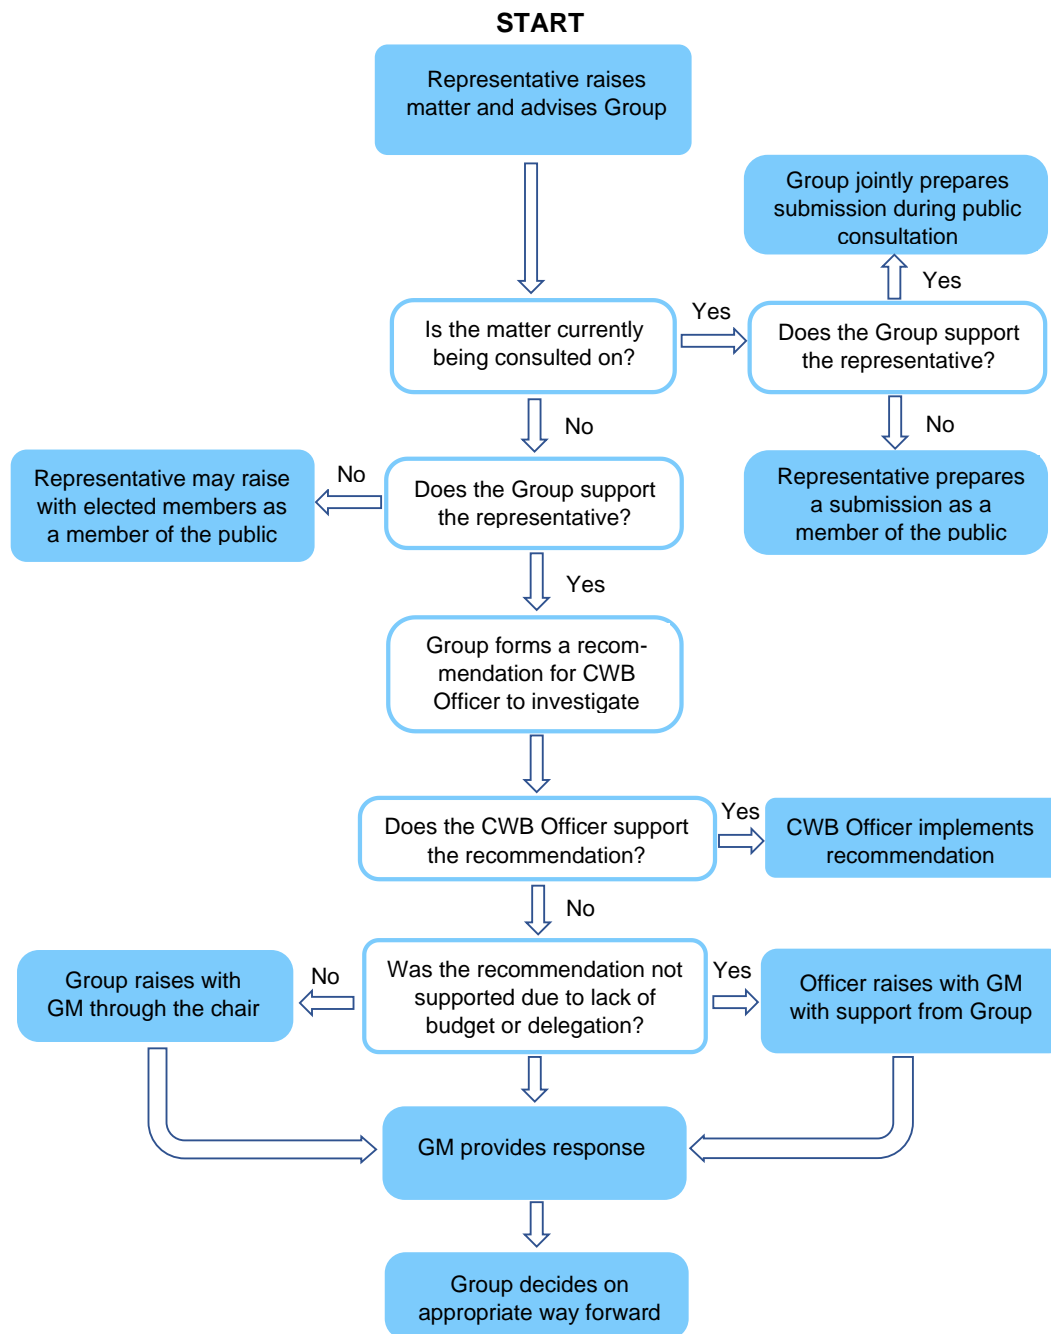 START
Representative raises
matter and advises Group
Group jointly prepares
submission during public
consultation
Yes
Is the matter currently
being consulted on?
Yes
Does the Group support
the representative?
No
No
Representative may raise
with elected members as
a member of the public
No
Does the Group support
the representative?
Representative prepares
a submission as a
member of the public
Yes
Group forms a recom-
mendation for CWB
Officer to investigate
Does the CWB Officer support
the recommendation?
Yes
CWB Officer implements
recommendation
No
Group raises with
GM through the chair
No
Was the recommendation not
supported due to lack of
budget or delegation?
Yes
Officer raises with GM
with support from Group
GM provides response
Group decides on
appropriate way forward